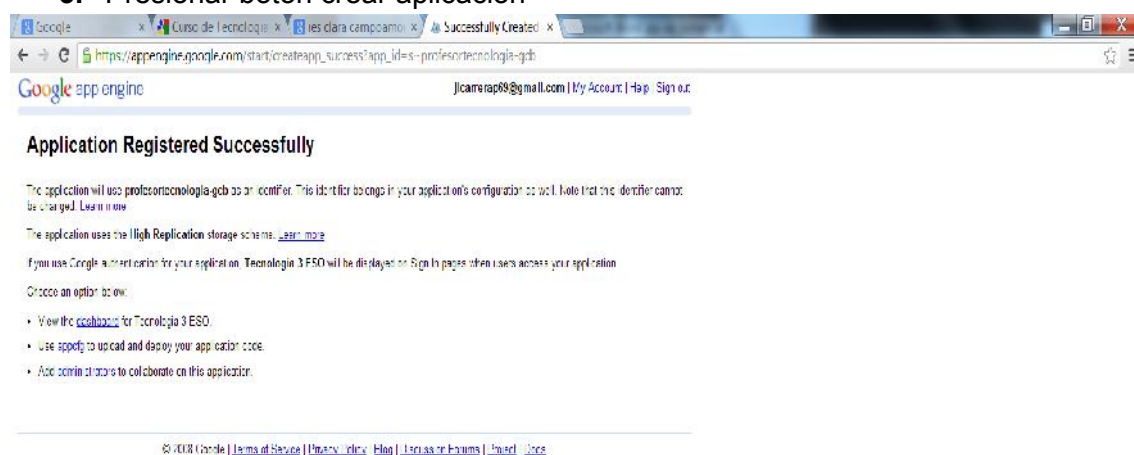 Presionar botón crear aplicación
Google
Curso de Tecnología
ies clara campoamor
Successfully Created
https://appengine.google.com/start/createapp_success?app_id=s~profesortecnologia-gcb
Google app engine
jlcarrerap69@gmail.com | My Account | Help | Sign out
Application Registered Successfully
The application will use profesortecnologia-gcb as an identifier. This identifier belongs in your application's configuration as well. Note that this identifier cannot
be changed. Learn more
The application uses the High Replication storage scheme. Learn more
If you use Google authentication for your application, Tecnologia 3 ESO will be displayed on Sign In pages when users access your application
Choose an option below:
• View the dashboard for Tecnologia 3 ESO.
• Use appcfg to upload and deploy your application code.
• Add administrators to collaborate on this application.
© 2008 Google | Terms of Service | Privacy Policy | Blog | Discussion Forums | Project | Docs